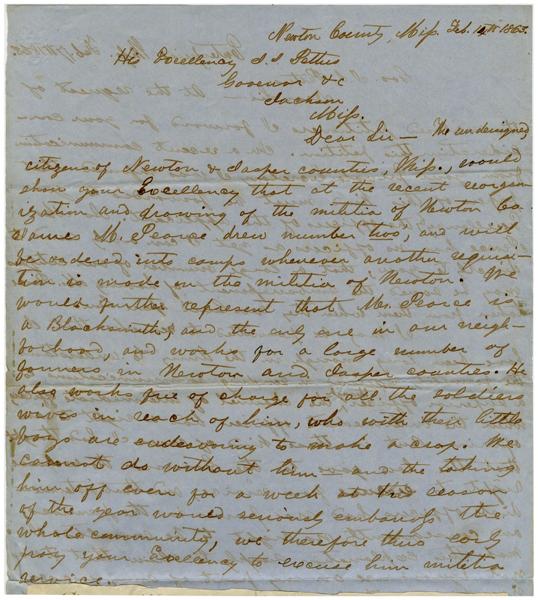 Newton County, Miss. Feb. 1863.
His Excellency J. J. Pettus
Governor &c
Jackson
Miss.
Dear Sir — The undersigned
citizens of Newton & Jasper counties, Miss., would
show your Excellency that at the recent reorgan-
ization and drawing of the militia of Newton Co
James M. Pearce drew number two, and will
be ordered into camps whenever another requisi-
tion is made on the militia of Newton. We
would further represent that Mr. Pearce is
a Blacksmith, and the only one in our neigh-
borhood, and works for a large number of
farmers in Newton and Jasper counties. He
also works free of charge for all the soldiers
wives in reach of him, who with their little
boys are endeavoring to make a crop. We
cannot do without him — and the taking
him off even for a week at this season
of the year would seriously embarrass the
whole community, we therefore thus early
pray your Excellency to excuse him militia
service.